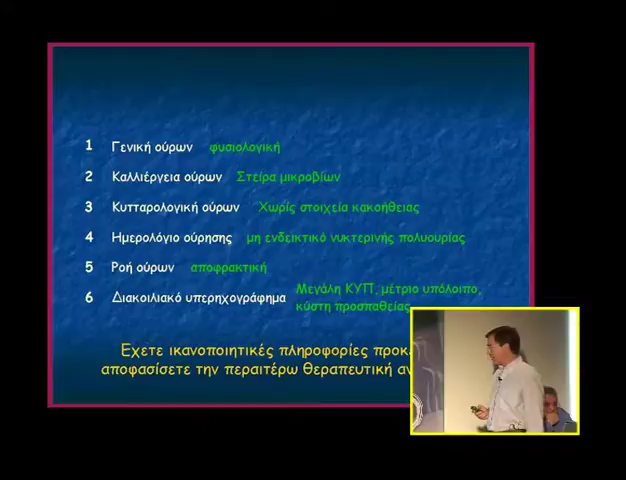 1 Γενική ούρων φυσιολογική
2 Καλλιέργεια ούρων Στείρα μικροβίων
3 Κυτταρολογική ούρων Χωρίς στοιχεία κακοήθειας
4 Ημερολόγιο ούρησης μη ενδεικτικό νυκτερινής πολυουρίας
5 Ροή ούρων αποφρακτική
6 Διακοιλιακό υπερηχογράφημα Μεγάλη ΚΥΠ, μέτριο υπόλοιπο,
κύστη προσπαθείας
Εχετε ικανοποιητικές πληροφορίες
αποφασίσετε την περαιτέρω θεραπευτική